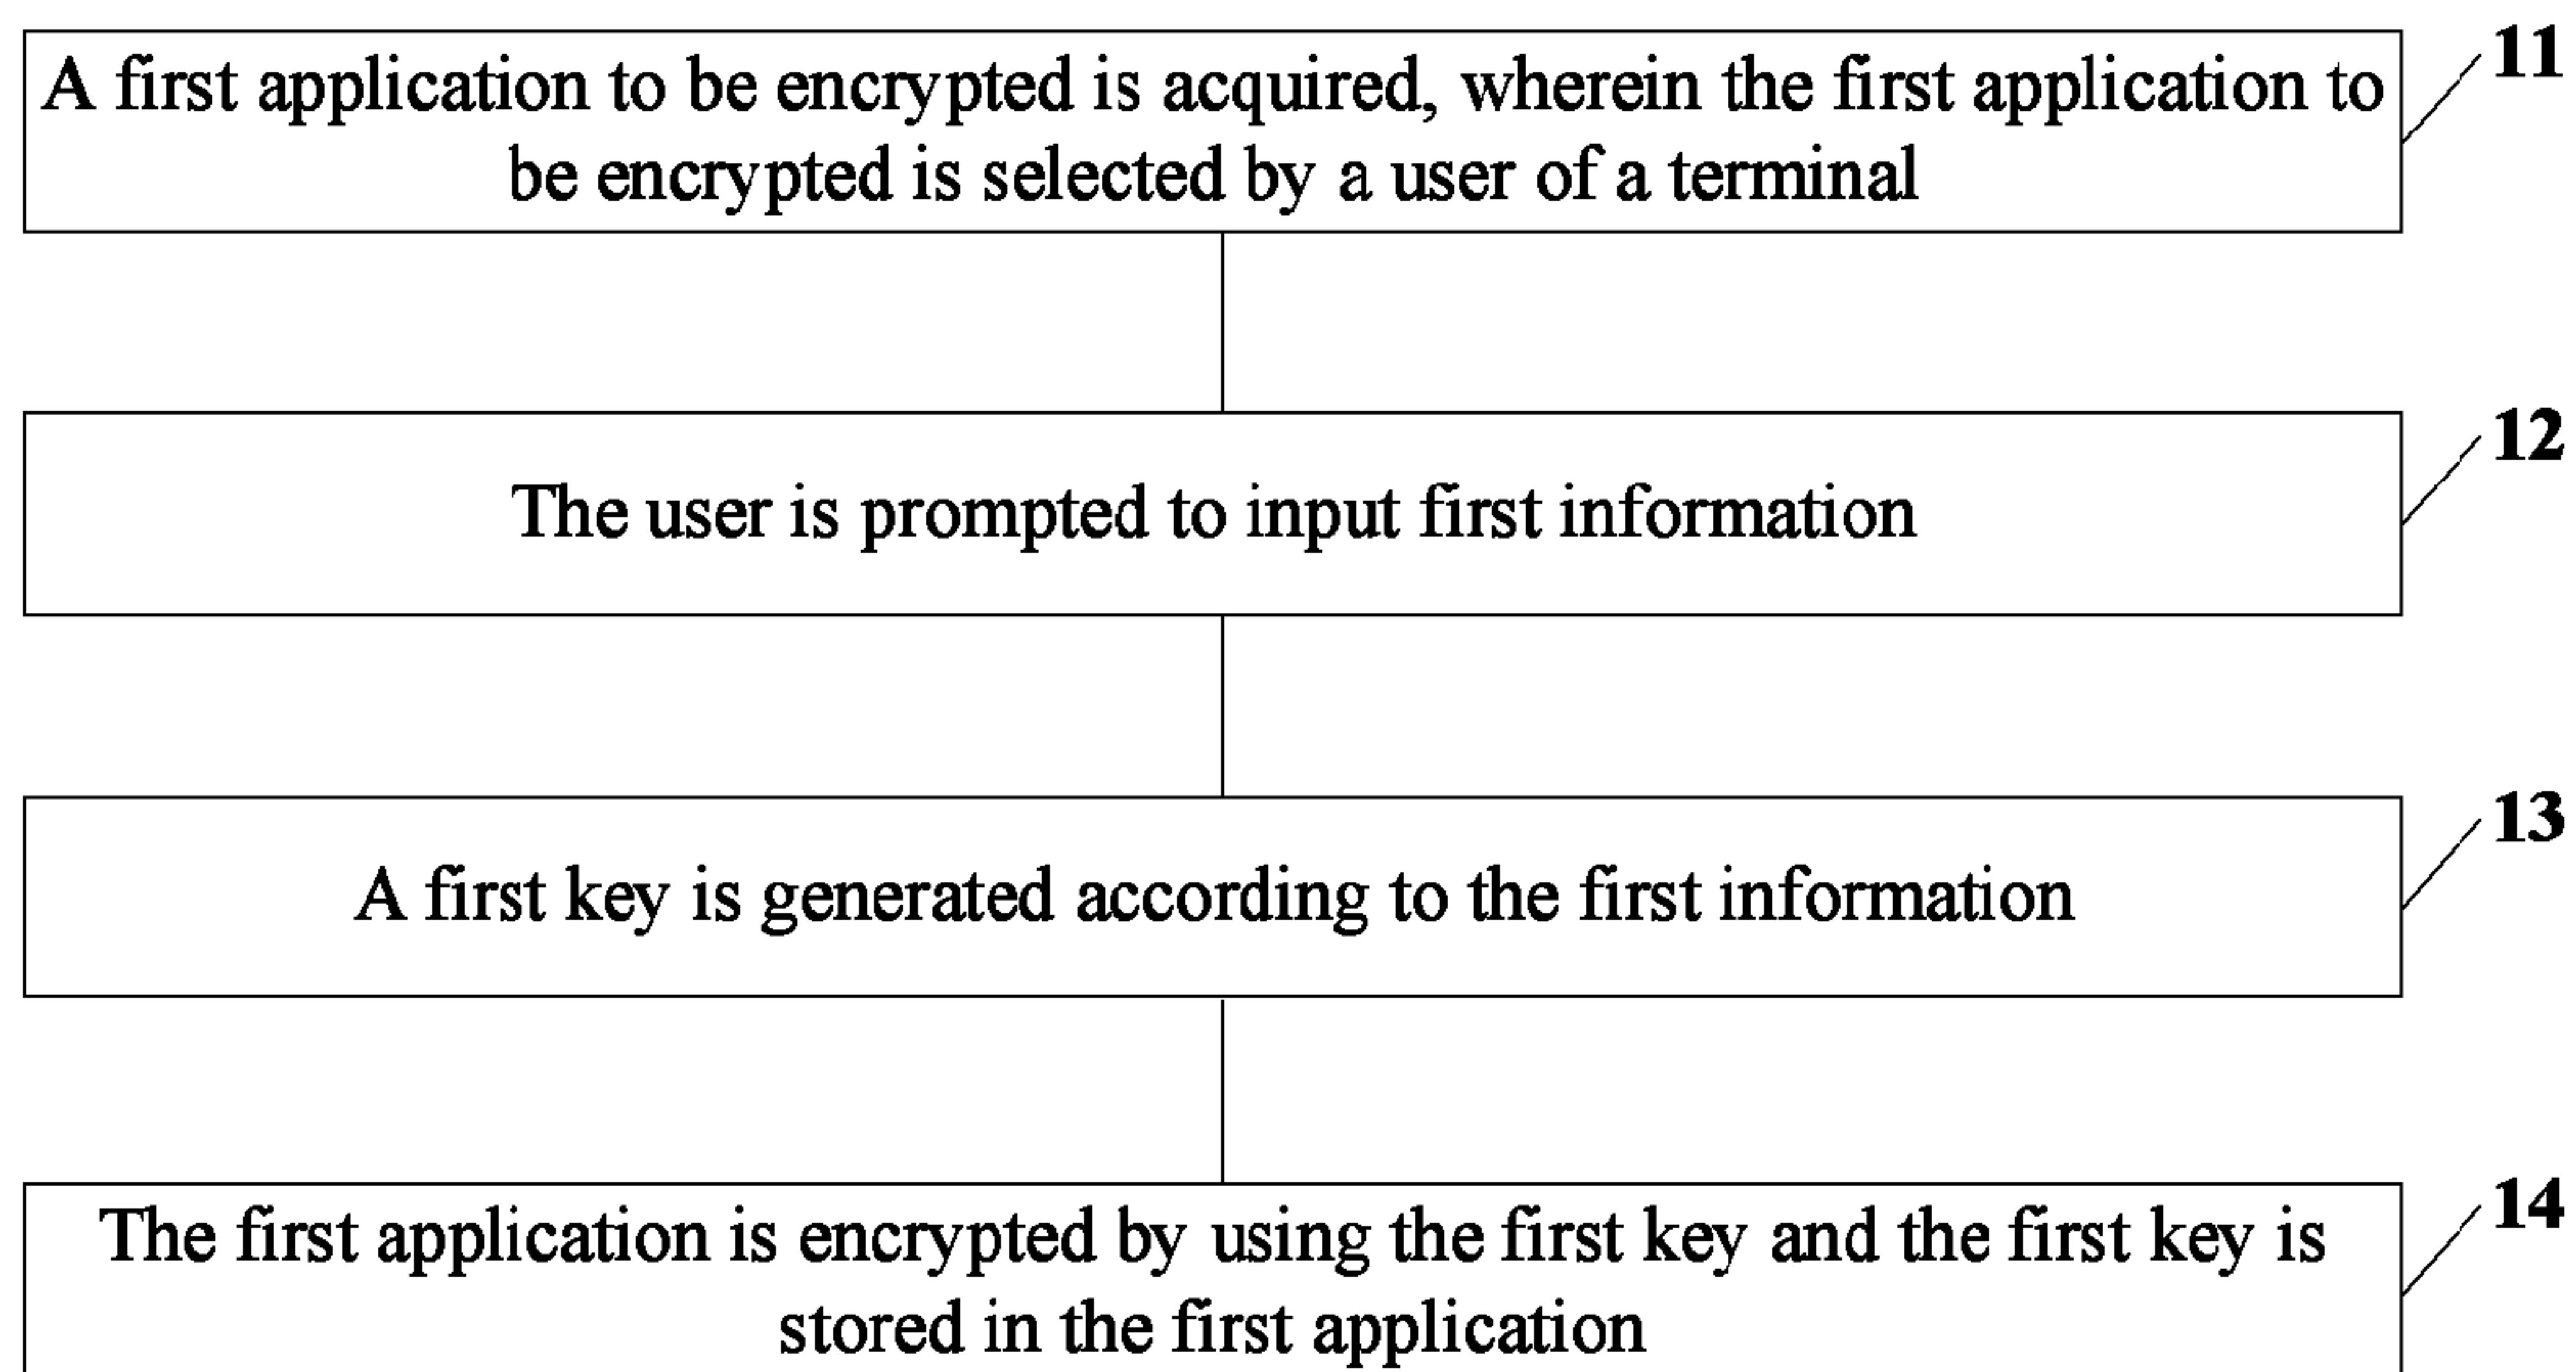 A first application to be encrypted is acquired, wherein the first application to
be encrypted is selected by a user of a terminal
11
The user is prompted to input first information
12
A first key is generated according to the first information
13
The first application is encrypted by using the first key and the first key is
stored in the first application
14